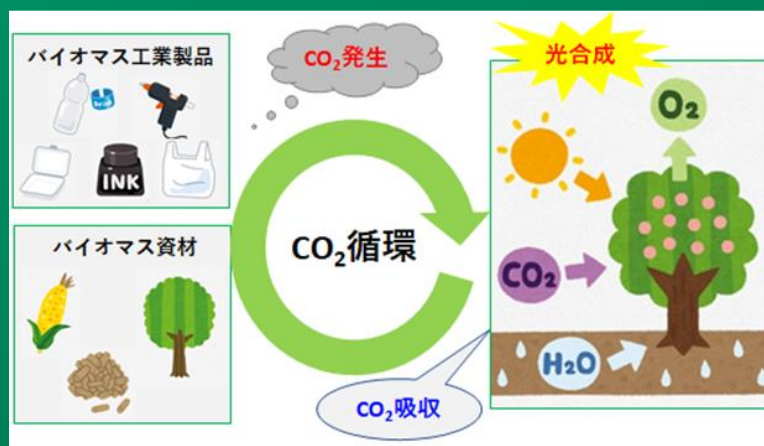 バイオマス工業製品
INK
バイオマス資材
CO₂発生
CO₂循環
CO₂吸収
光合成
O₂
CO₂
H₂O